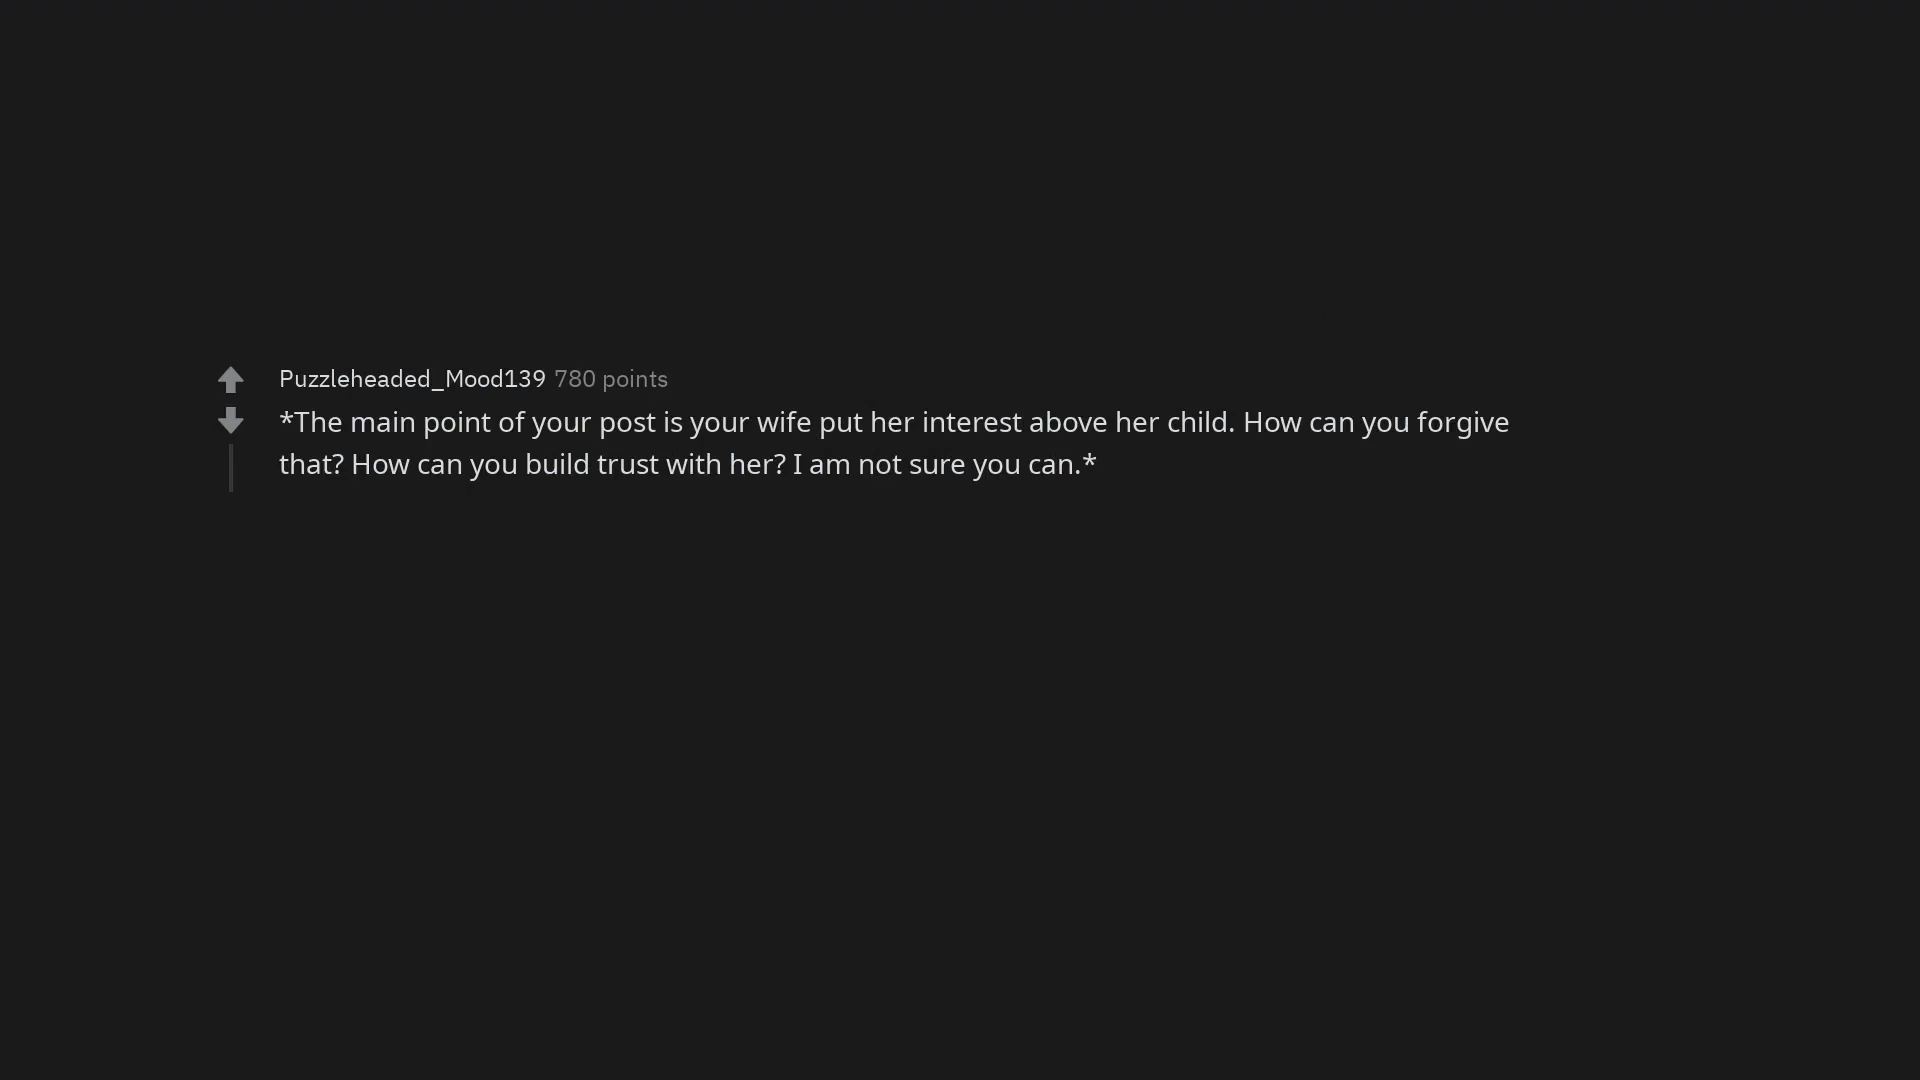 Puzzleheaded_Mood139 780 points
*The main point of your post is your wife put her interest above her child. How can you forgive
that? How can you build trust with her? I am not sure you can.*